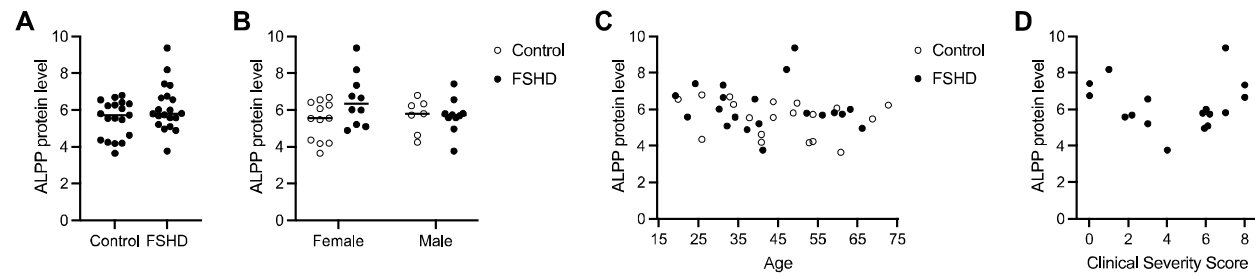 A
ALPP protein level
10
8
6
4
2
0
Control FSHD
B
ALPP protein level
10
8
6
4
2
0
Female Male
Control
FSHD
C
ALPP protein level
10
8
6
4
2
0
15 25 35 45 55 65 75
Age
Control
FSHD
D
ALPP protein level
10
8
6
4
2
0
0 2 4 6 8
Clinical Severity Score